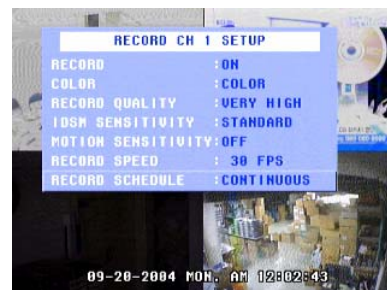 RECORD CH 1 SETUP
RECORD :ON
COLOR :COLOR
RECORD QUALITY :VERY HIGH
IDSM SENSITIVITY :STANDARD
MOTION SENSITIVITY:OFF
RECORD SPEED : 30 FPS
RECORD SCHEDULE :CONTINUOUS
09-20-2004 MON. AM 12:02:43